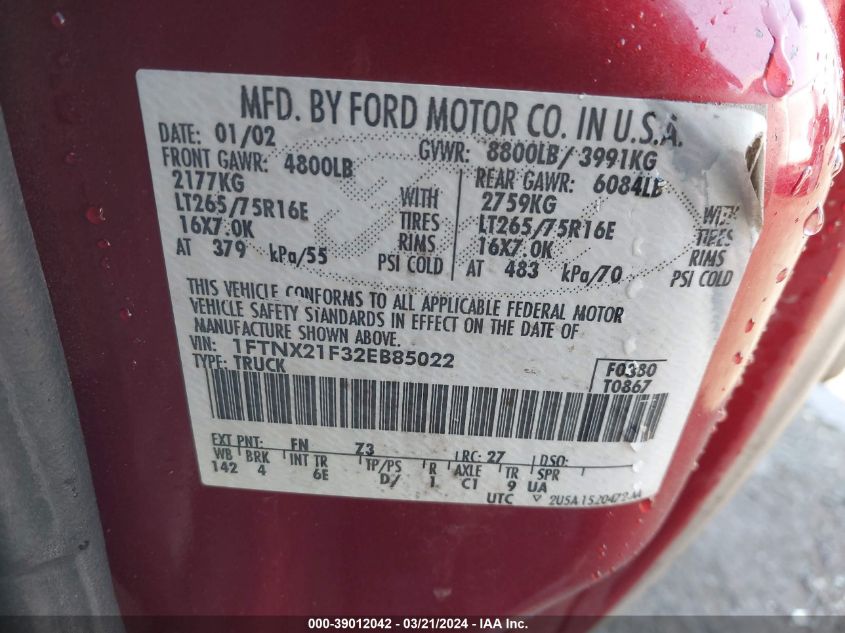 MFD. BY FORD MOTOR CO. IN U.S.A.
DATE: 01/02 GVWR: 8800LB/ 3991KG
FRONT GAWR: 4800LB REAR GAWR: 6084LB
2177KG WITH 2759KG WITH
LT265/75R16E TIRES LT265/75R16E TIRES
16X7.0K RIMS 16X7.0K RIMS
AT 379 kPa/55 PSI COLD AT 483 kPa/70 PSI COLD
THIS VEHICLE CONFORMS TO ALL APPLICABLE FEDERAL MOTOR
VEHICLE SAFETY STANDARDS IN EFFECT ON THE DATE OF
MANUFACTURE SHOWN ABOVE.
VIN: 1FTNX21F32EB85022 F0380
TYPE: TRUCK T0867
EXT PNT: FN Z3 RC: 27 DSO:
WB BRK INT TR TP/PS R AXLE TR SPR
142 4 6E D/ 1 C1 9 UA
UTC
000-39012042 / 03/21/2024 - IAA Inc.